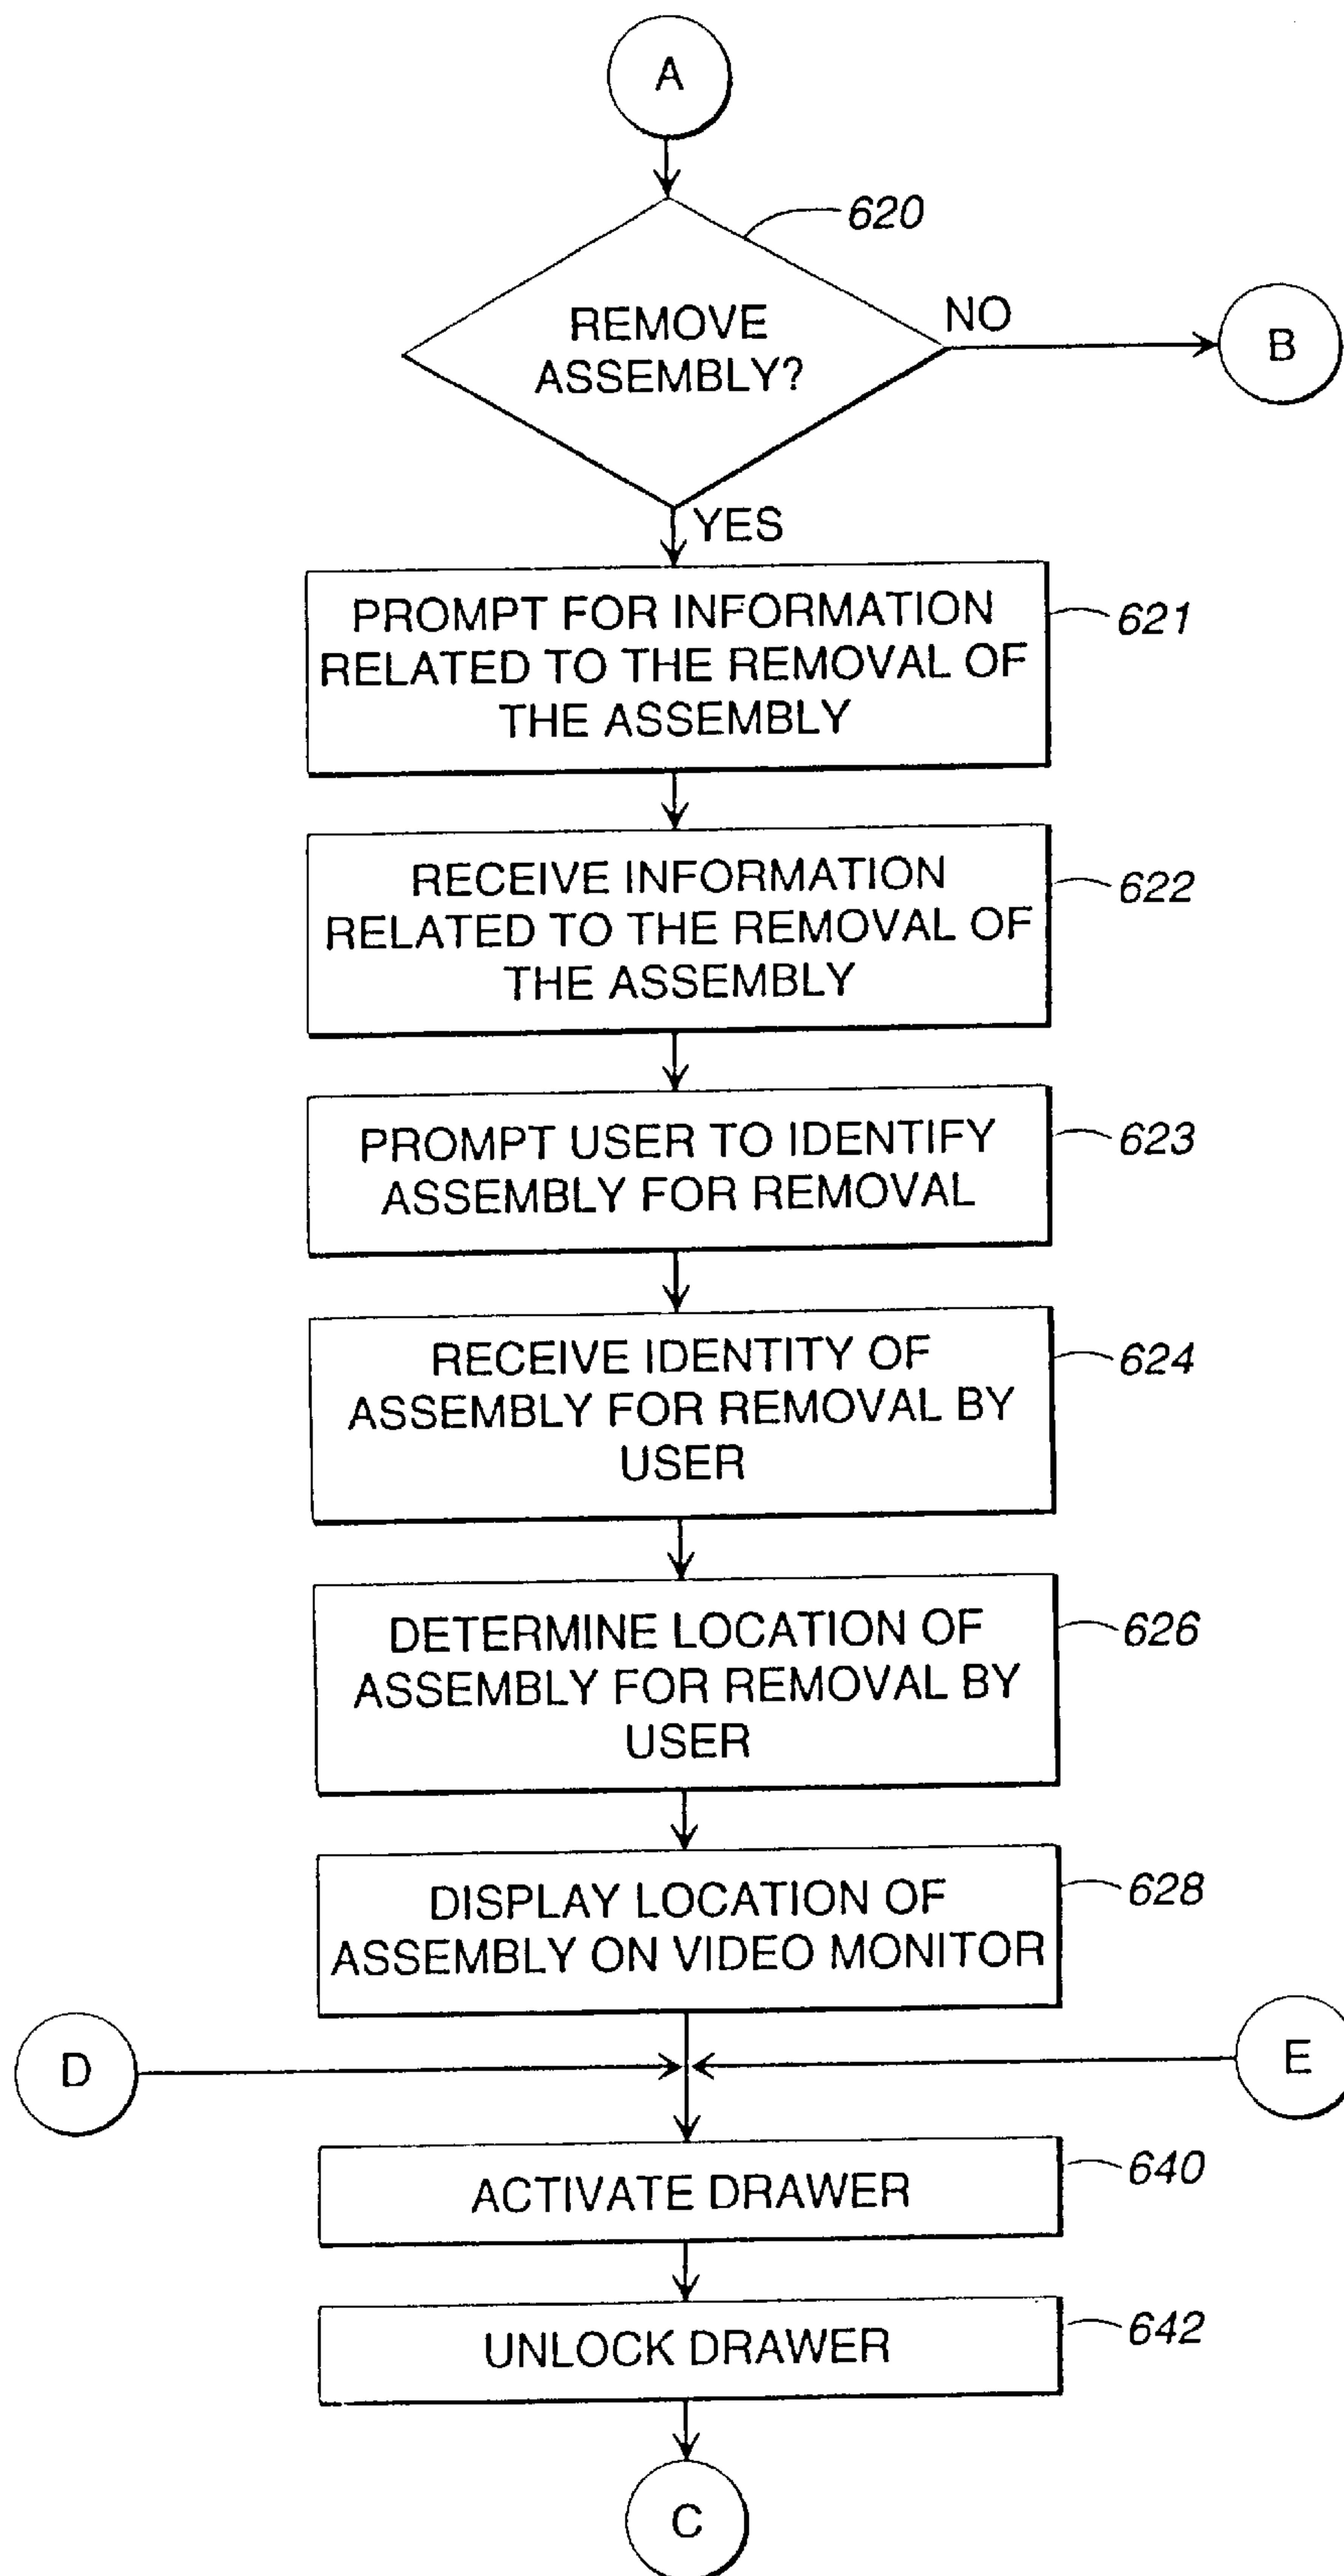 A
620
REMOVE
ASSEMBLY?
NO
B
YES
PROMPT FOR INFORMATION
RELATED TO THE REMOVAL OF
THE ASSEMBLY
621
RECEIVE INFORMATION
RELATED TO THE REMOVAL OF
THE ASSEMBLY
622
PROMPT USER TO IDENTIFY
ASSEMBLY FOR REMOVAL
623
RECEIVE IDENTITY OF
ASSEMBLY FOR REMOVAL BY
USER
624
DETERMINE LOCATION OF
ASSEMBLY FOR REMOVAL BY
USER
626
DISPLAY LOCATION OF
ASSEMBLY ON VIDEO MONITOR
628
D
E
ACTIVATE DRAWER
640
UNLOCK DRAWER
642
C